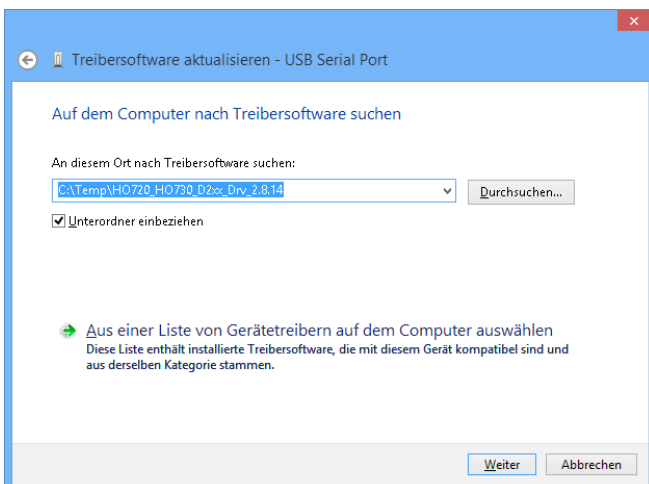 Treibersoftware aktualisieren - USB Serial Port
Auf dem Computer nach Treibersoftware suchen
An diesem Ort nach Treibersoftware suchen:
C:\Temp\HO720_HO730_D2xx_Drv_2.8.14
Durchsuchen...
Unterordner einbeziehen
Aus einer Liste von Gerätetreibern auf dem Computer auswählen
Diese Liste enthält installierte Treibersoftware, die mit diesem Gerät kompatibel sind und
aus derselben Kategorie stammen.
Weiter
Abbrechen